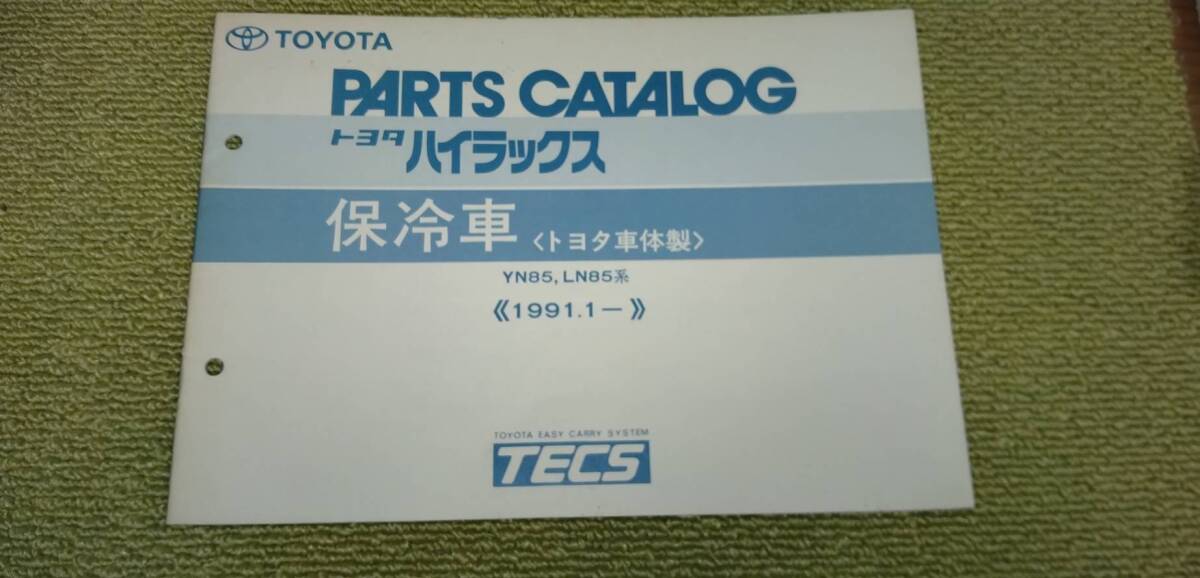 TOYOTA
PARTS CATALOG
トヨタ ハイラックス
保冷車〈トヨタ車体製〉
YN85, LN85系
《1991.1ー》
TOYOTA EASY CARRY SYSTEM
TECS